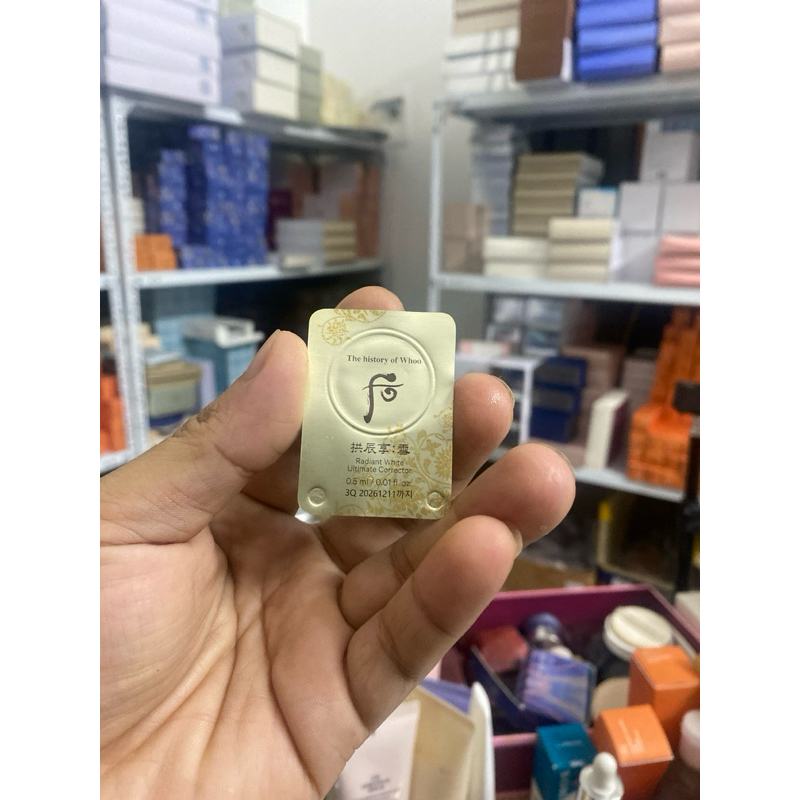 The history of Whoo
拱辰享:雪
Radiant White
Ultimate Corrector
0.5 ml / 0.01 fl. oz.
3Q 20261211까지